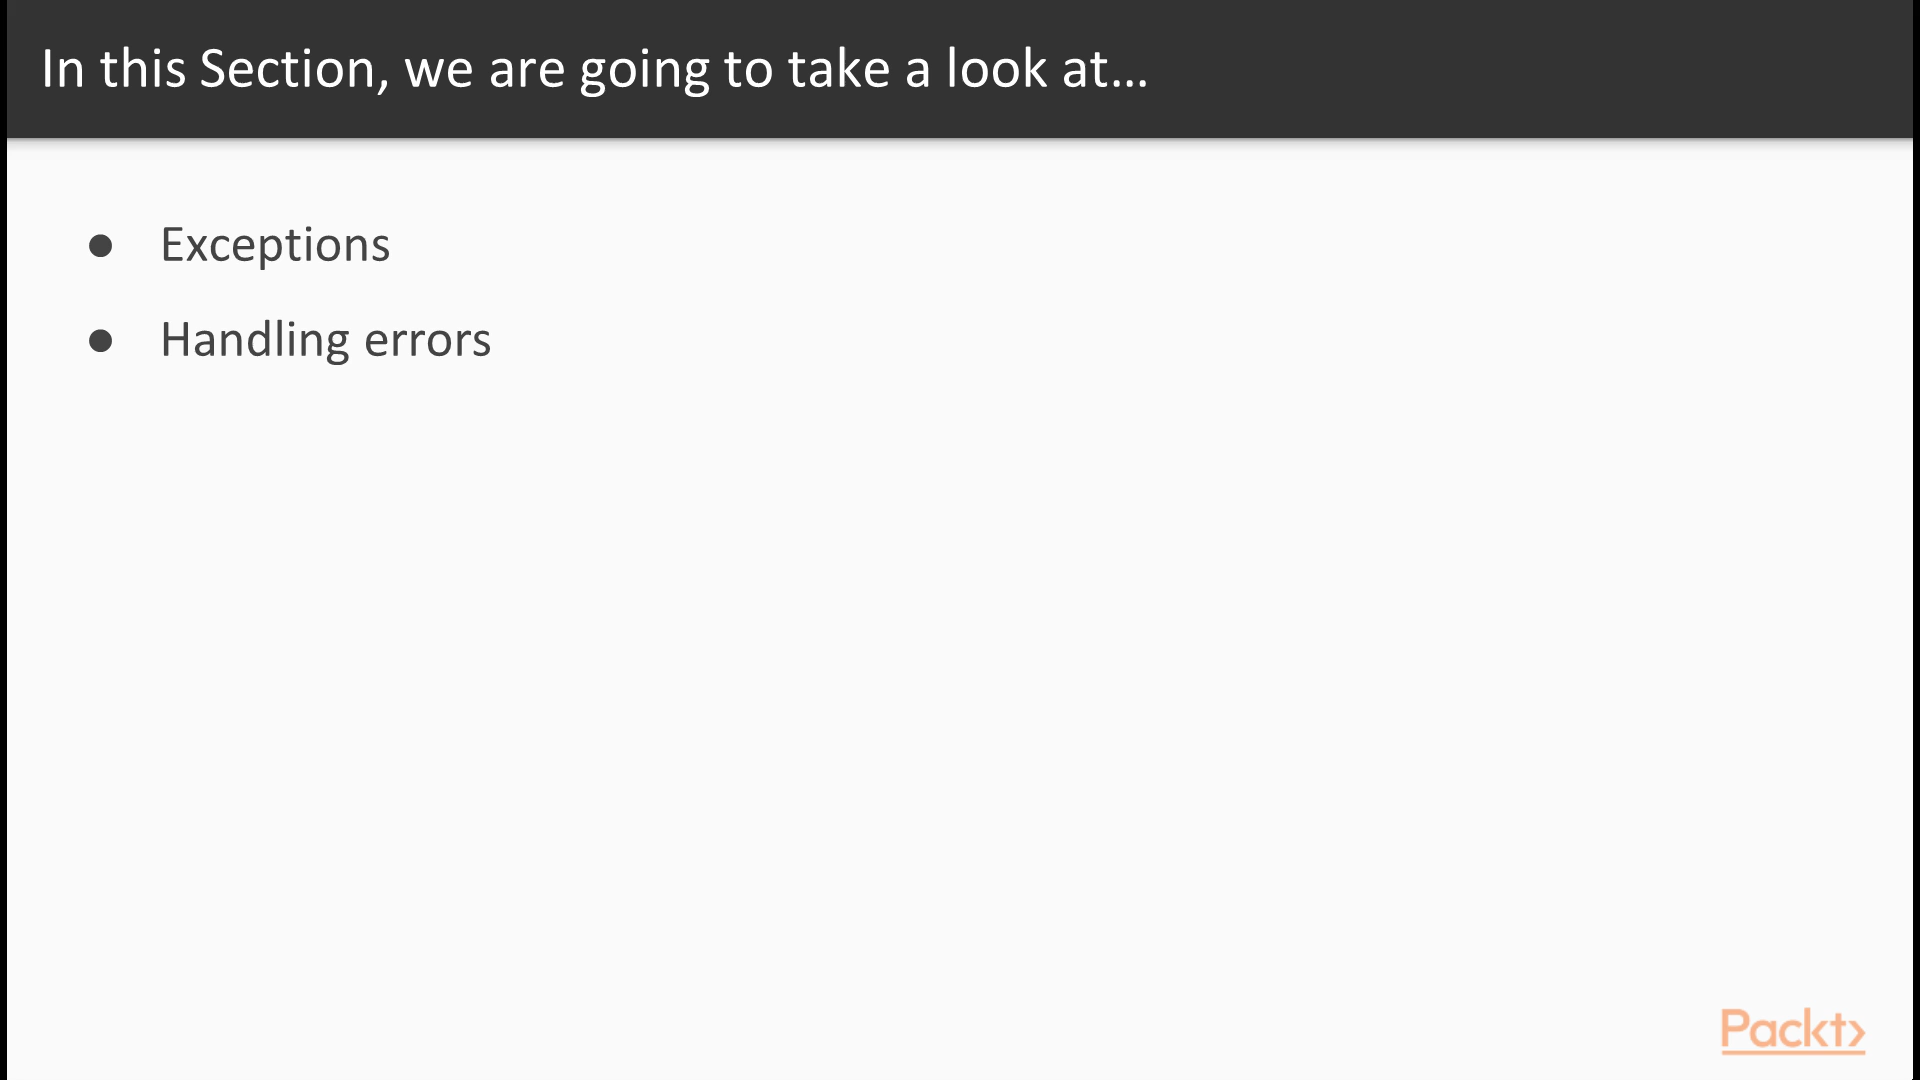 In this Section, we are going to take a look at...
● Exceptions
● Handling errors
Packt>